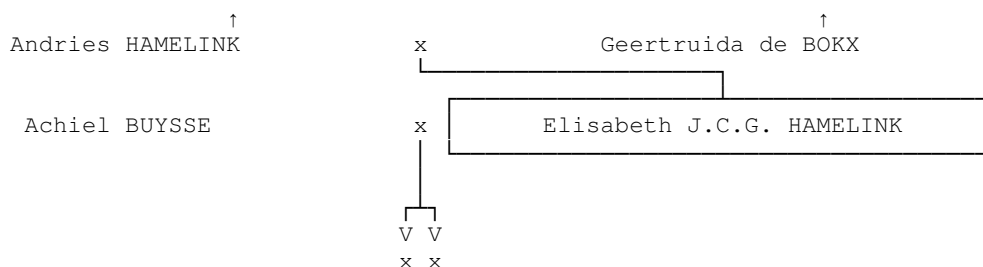 ↑ ↑
Andries HAMELINK x Geertruida de BOKX
Achiel BUYSSE x Elisabeth J.C.G. HAMELINK
V V
x x